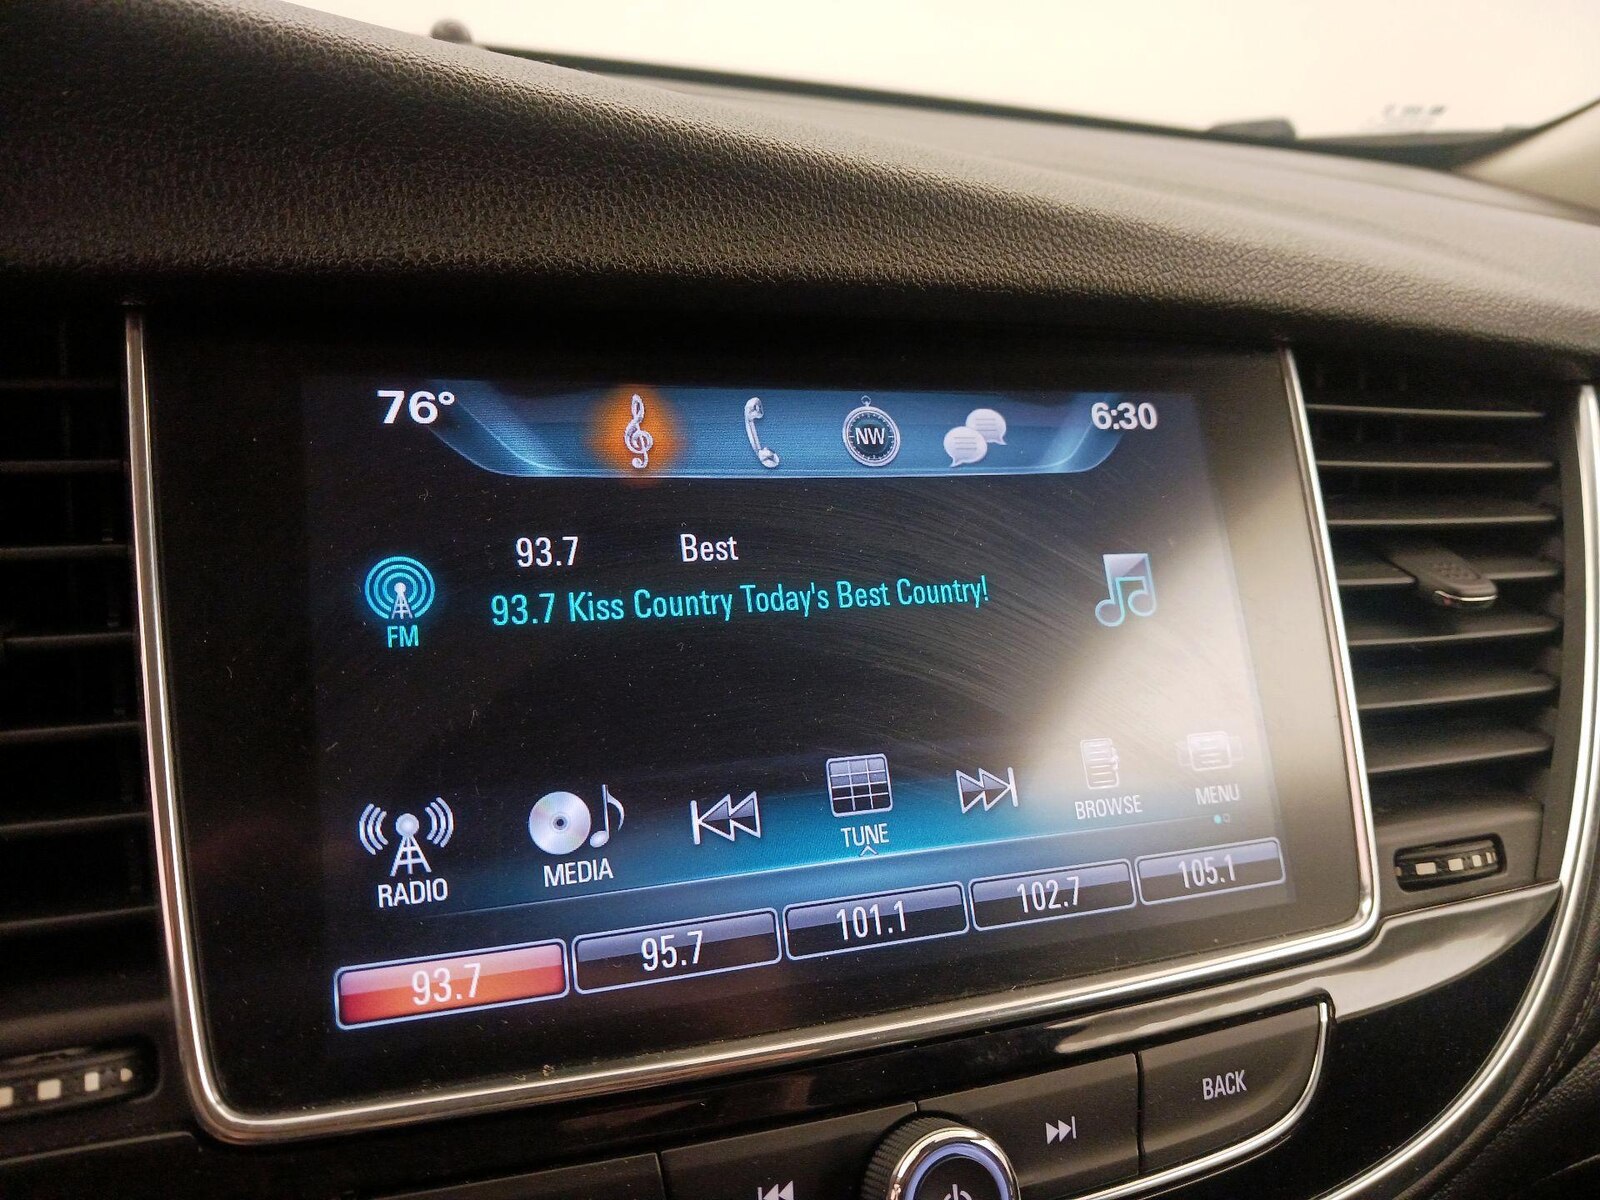 76°
NW
6:30
93.7 Best
93.7 Kiss Country Today's Best Country!
FM
RADIO
MEDIA
TUNE
BROWSE
MENU
93.7
95.7
101.1
102.7
105.1
BACK